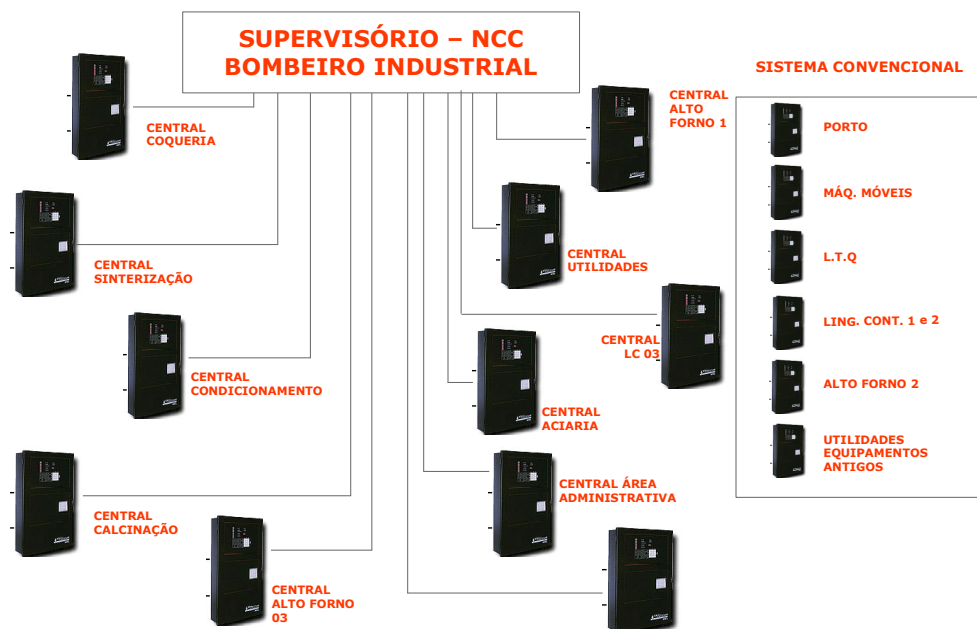 SUPERVISÓRIO – NCC
BOMBEIRO INDUSTRIAL
SISTEMA CONVENCIONAL
CENTRAL
COQUERIA
CENTRAL
ALTO
FORNO 1
CENTRAL
SINTERIZAÇÃO
CENTRAL
UTILIDADES
CENTRAL
CONDICIONAMENTO
CENTRAL
LC 03
CENTRAL
ACIARIA
CENTRAL
CALCINAÇÃO
CENTRAL ÁREA
ADMINISTRATIVA
CENTRAL
ALTO FORNO
03
PORTO
MÁQ. MÓVEIS
L.T.Q
LING. CONT. 1 e 2
ALTO FORNO 2
UTILIDADES
EQUIPAMENTOS
ANTIGOS